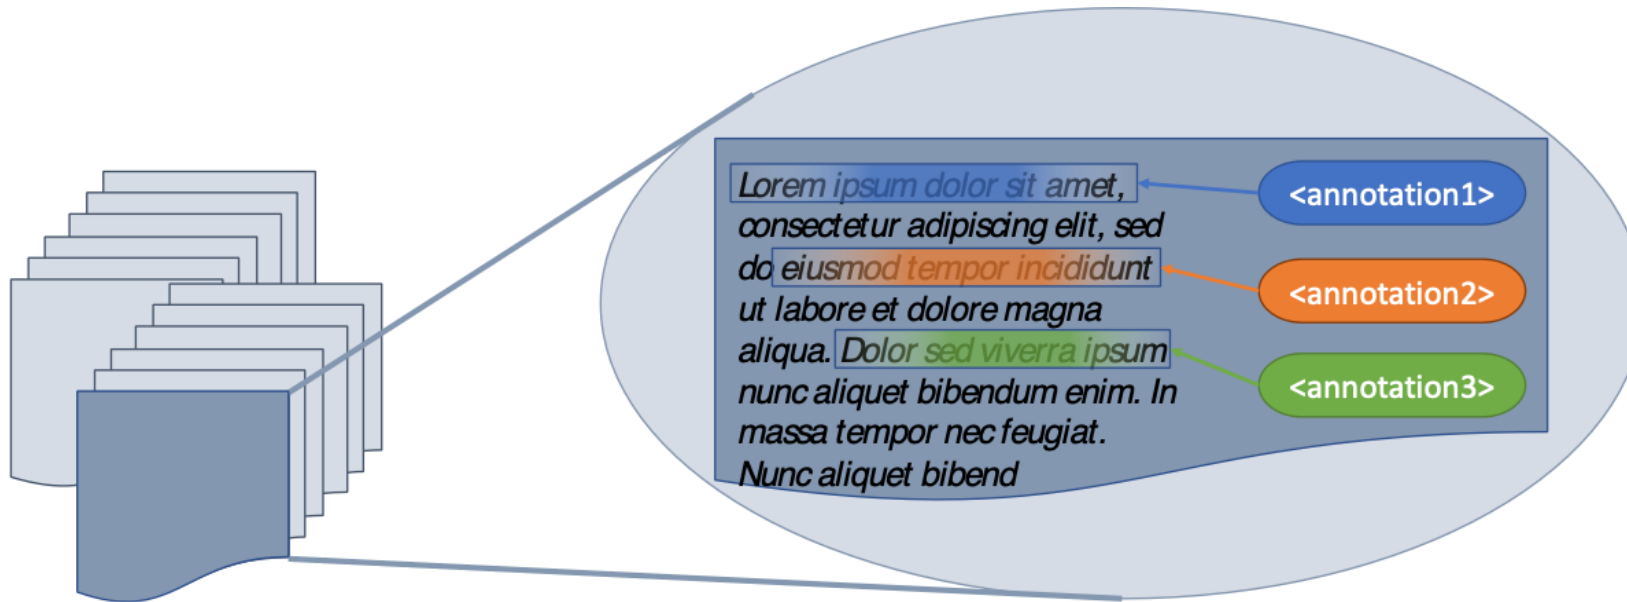 Lorem ipsum dolor sit amet,
consectetur adipiscing elit, sed
do eiusmod tempor incididunt
ut labore et dolore magna
aliqua. Dolor sed viverra ipsum
nunc aliquet bibendum enim. In
massa tempor nec feugiat.
Nunc aliquet bibend
<annotation1>
<annotation2>
<annotation3>